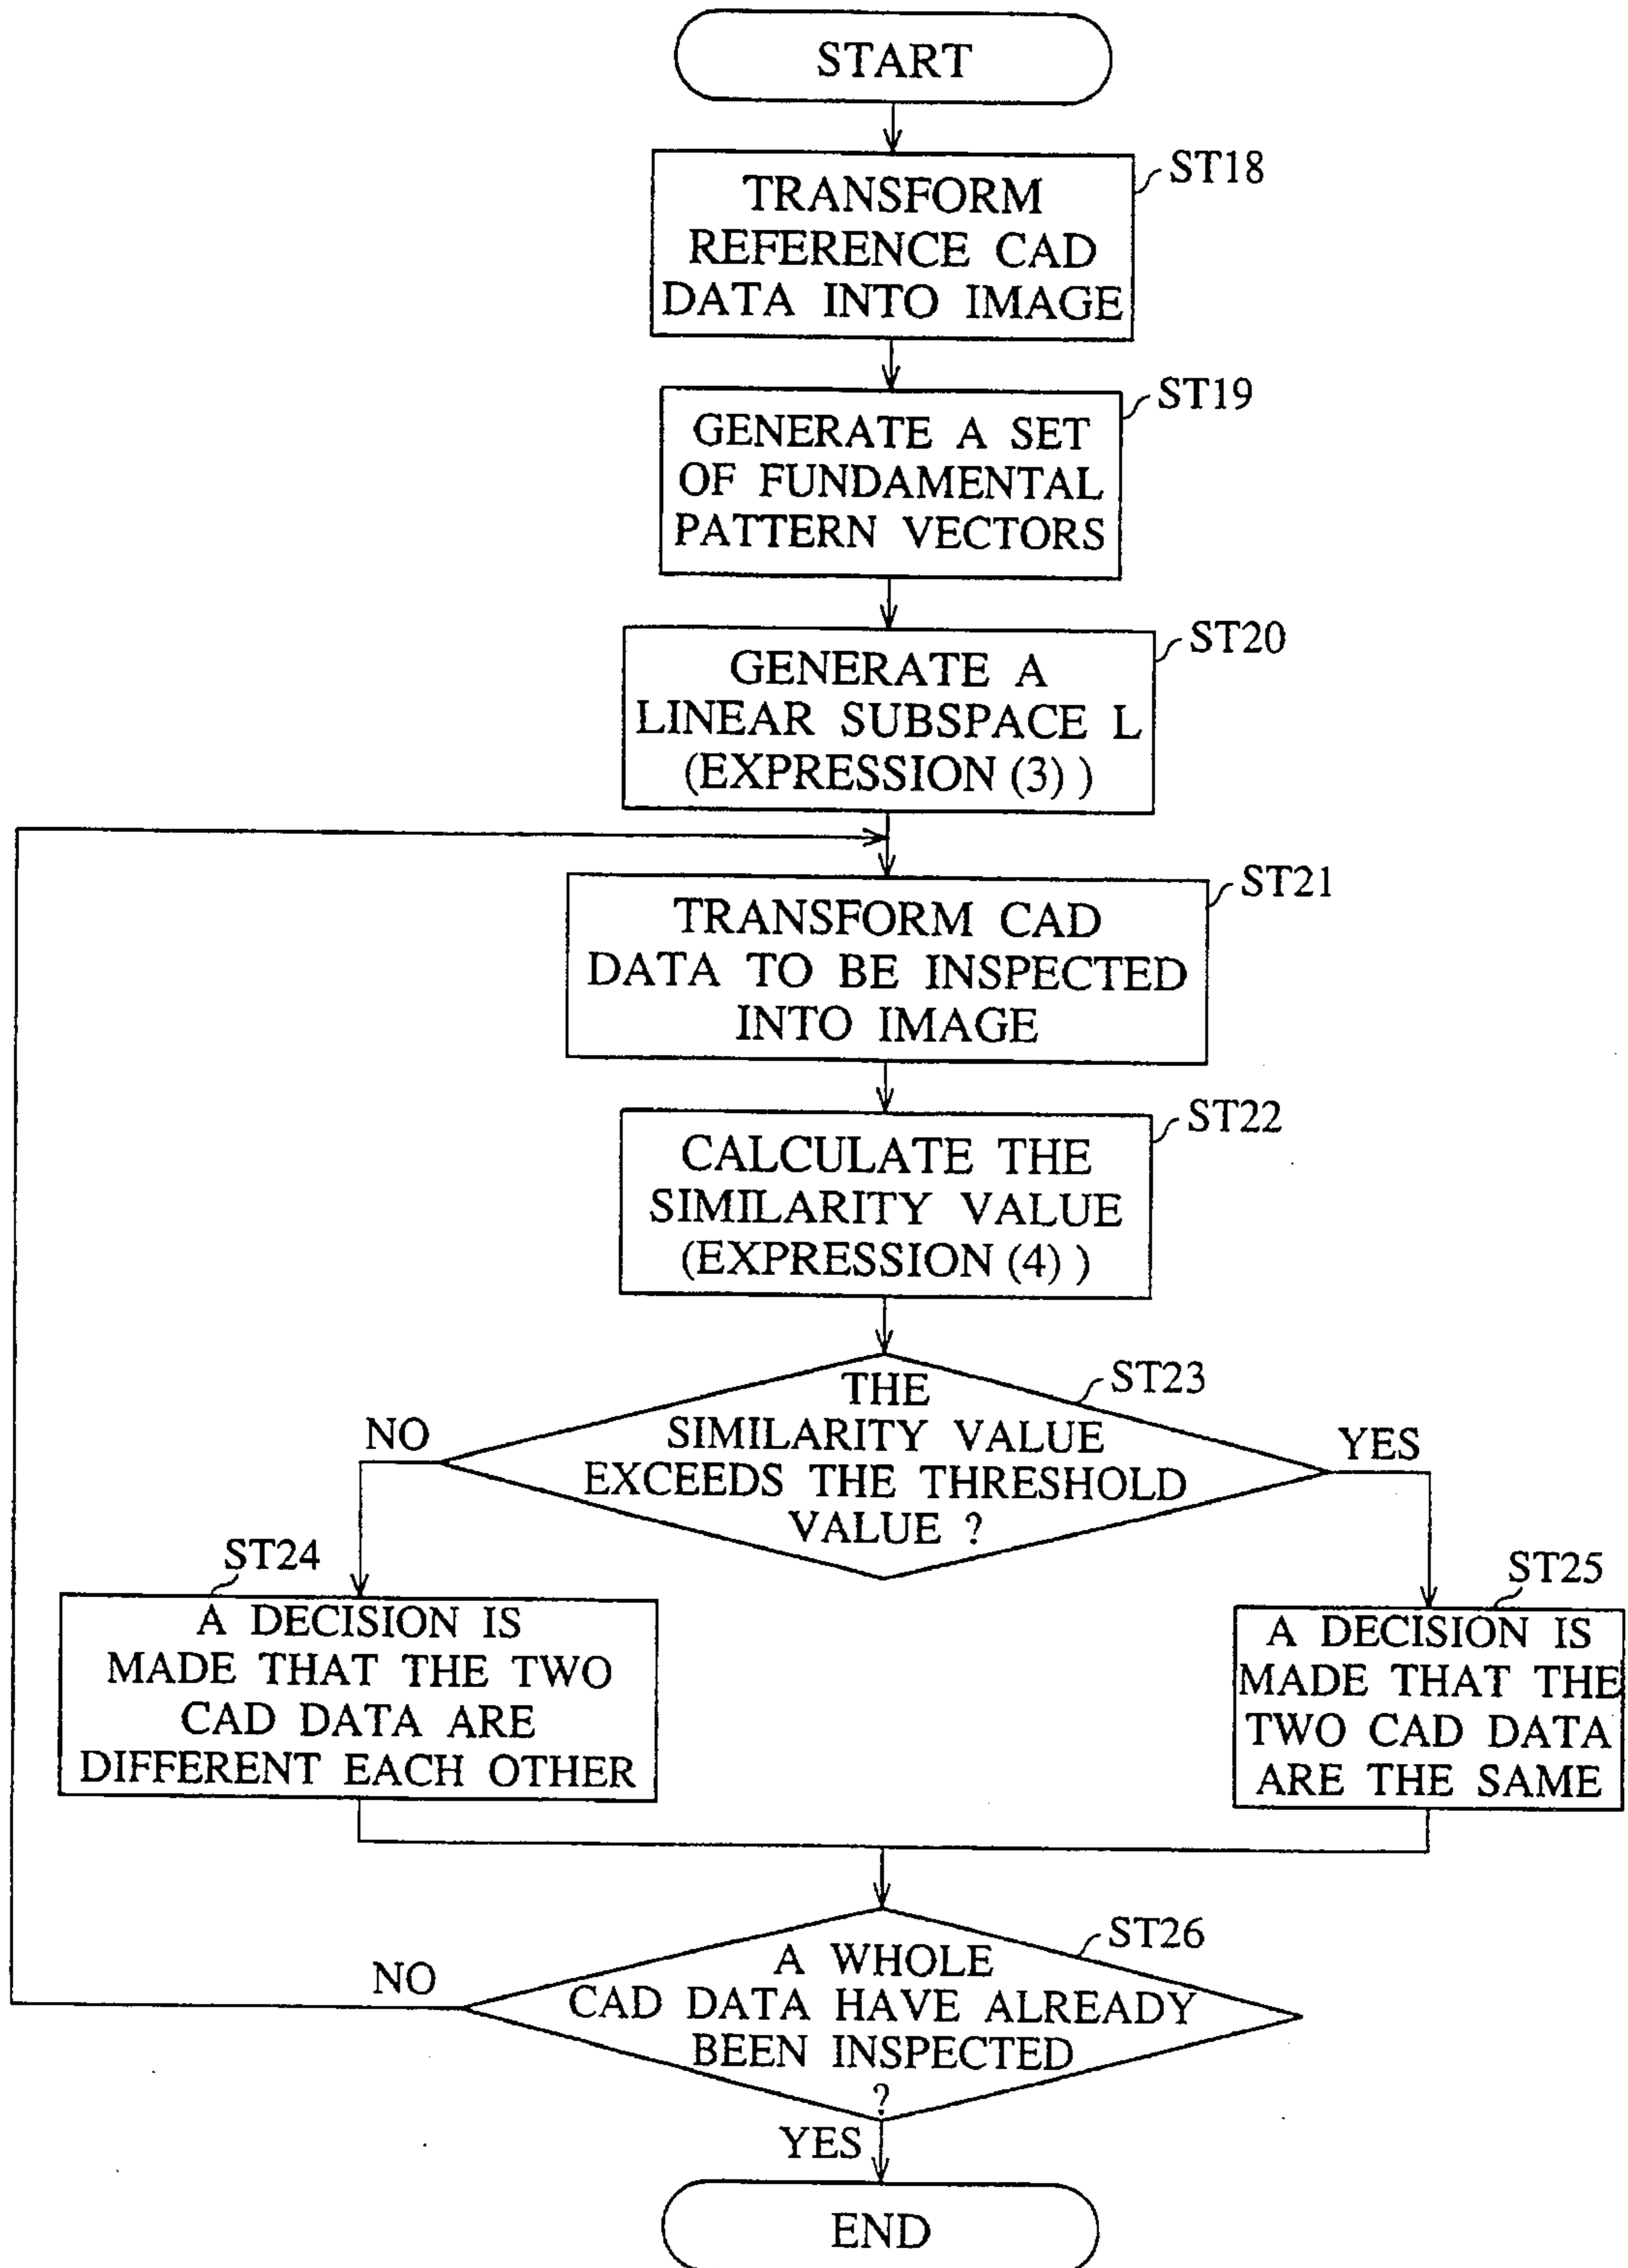 START
ST18
TRANSFORM
REFERENCE CAD
DATA INTO IMAGE
ST19
GENERATE A SET
OF FUNDAMENTAL
PATTERN VECTORS
ST20
GENERATE A
LINEAR SUBSPACE L
(EXPRESSION (3) )
ST21
TRANSFORM CAD
DATA TO BE INSPECTED
INTO IMAGE
ST22
CALCULATE THE
SIMILARITY VALUE
(EXPRESSION (4) )
ST23
THE
SIMILARITY VALUE
EXCEEDS THE THRESHOLD
VALUE ?
NO
YES
ST24
A DECISION IS
MADE THAT THE TWO
CAD DATA ARE
DIFFERENT EACH OTHER
ST25
A DECISION IS
MADE THAT THE
TWO CAD DATA
ARE THE SAME
ST26
A WHOLE
CAD DATA HAVE ALREADY
BEEN INSPECTED
?
NO
YES
END